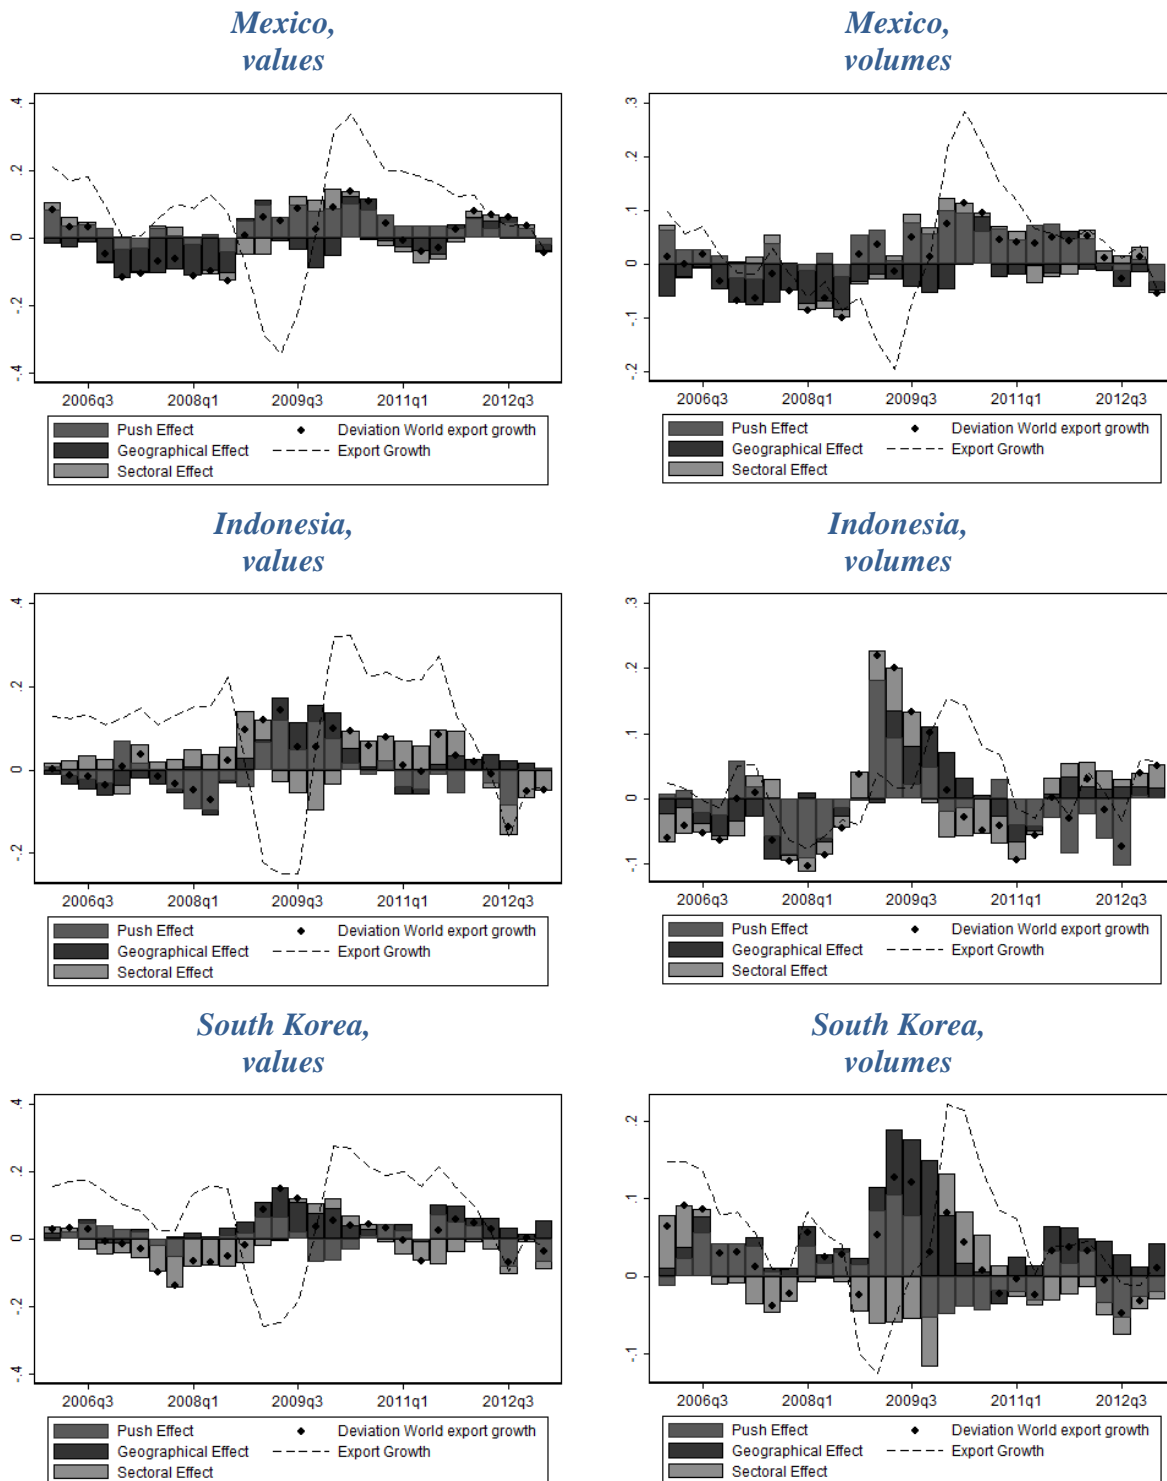 Mexico,
values
Mexico,
volumes
.4
.2
0
-.2
-.4
2006q3 2008q1 2009q3 2011q1 2012q3
Push Effect Deviation World export growth
Geographical Effect Export Growth
Sectoral Effect
.3
.2
.1
0
-.1
-.2
2006q3 2008q1 2009q3 2011q1 2012q3
Push Effect Deviation World export growth
Geographical Effect Export Growth
Sectoral Effect
Indonesia,
values
Indonesia,
volumes
.4
.2
0
-.2
2006q3 2008q1 2009q3 2011q1 2012q3
Push Effect Deviation World export growth
Geographical Effect Export Growth
Sectoral Effect
.3
.2
.1
0
-.1
2006q3 2008q1 2009q3 2011q1 2012q3
Push Effect Deviation World export growth
Geographical Effect Export Growth
Sectoral Effect
South Korea,
values
South Korea,
volumes
.4
.2
0
-.2
-.4
2006q3 2008q1 2009q3 2011q1 2012q3
Push Effect Deviation World export growth
Geographical Effect Export Growth
Sectoral Effect
.2
.1
0
-.1
2006q3 2008q1 2009q3 2011q1 2012q3
Push Effect Deviation World export growth
Geographical Effect Export Growth
Sectoral Effect